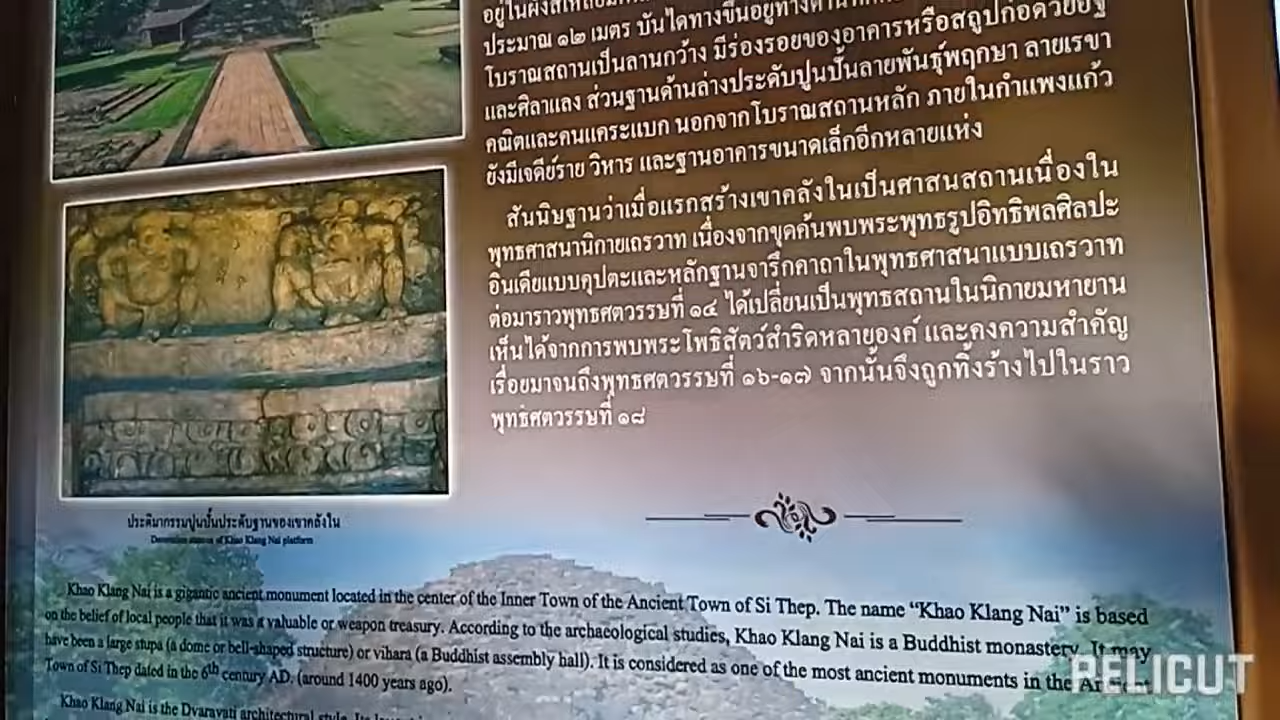 ประมาณ ๑๒ เมตร บันไดทางขึ้นอยู่ทางด้าน
โบราณสถานเป็นลานกว้าง มีร่องรอยของอาคารหรือสถูปก่อด้วยอิฐ
และศิลาแลง ส่วนฐานด้านล่างประดับปูนปั้นลายพันธุ์พฤกษา ลายเรขา
คณิตและคนแคระแบก นอกจากโบราณสถานหลัก ภายในกำแพงแก้ว
ยังมีเจดีย์ราย วิหาร และฐานอาคารขนาดเล็กอีกหลายแห่ง
สันนิษฐานว่าเมื่อแรกสร้างเขาคลังในเป็นศาสนสถานเนื่องใน
พุทธศาสนานิกายเถรวาท เนื่องจากขุดค้นพบพระพุทธรูปอิทธิพลศิลปะ
อินเดียแบบคุปตะและหลักฐานจารึกคาถาในพุทธศาสนาแบบเถรวาท
ต่อมาราวพุทธศตวรรษที่ ๑๔ ได้เปลี่ยนเป็นพุทธสถานในนิกายมหายาน
เห็นได้จากการพบพระโพธิสัตว์สำริดหลายองค์ และคงความสำคัญ
เรื่อยมาจนถึงพุทธศตวรรษที่ ๑๖-๑๗ จากนั้นจึงถูกทิ้งร้างไปในราว
พุทธศตวรรษที่ ๑๘
ประติมากรรมปูนปั้นประดับฐานของเขาคลังใน
Decoration stuccos of Khao Klang Nai platform
Khao Klang Nai is a gigantic ancient monument located in the center of the Inner Town of the Ancient Town of Si Thep. The name “Khao Klang Nai” is based
on the belief of local people that it was a valuable or weapon treasury. According to the archaeological studies, Khao Klang Nai is a Buddhist monastery. It may
have been a large stupa (a dome or bell-shaped structure) or vihara (a Buddhist assembly hall). It is considered as one of the most ancient monuments in the
Town of Si Thep dated in the 6th century AD. (around 1400 years ago).
Khao Klang Nai is the Dvaravati architectural style.
RELICUT